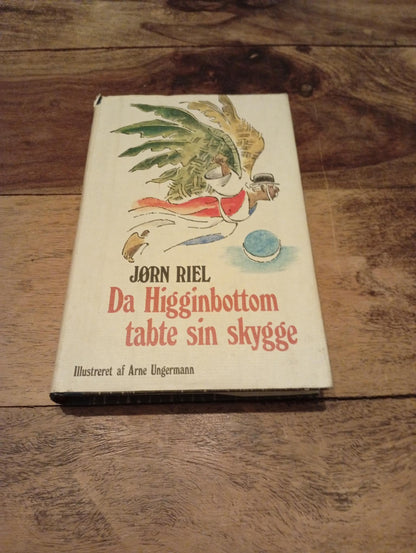 JØRN RIEL
Da Higginbottom
tabte sin skygge
Illustreret af Arne Ungermann